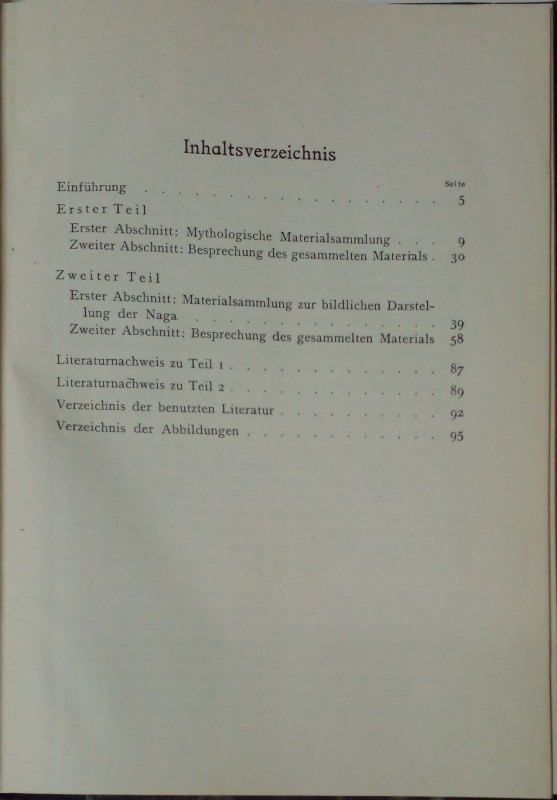 Inhaltsverzeichnis
Seite
Einführung . . . . . . . . . . . . . . . . . . . . . 5
Erster Teil
Erster Abschnitt: Mythologische Materialsammlung . . . 9
Zweiter Abschnitt: Besprechung des gesammelten Materials . 30
Zweiter Teil
Erster Abschnitt: Materialsammlung zur bildlichen Darstel-
lung der Naga . . . . . . . . . . . . . . . . 39
Zweiter Abschnitt: Besprechung des gesammelten Materials 58
Literaturnachweis zu Teil 1 . . . . . . . . . . . . . 87
Literaturnachweis zu Teil 2 . . . . . . . . . . . . . 89
Verzeichnis der benutzten Literatur . . . . . . . . . . 92
Verzeichnis der Abbildungen . . . . . . . . . . . . 95